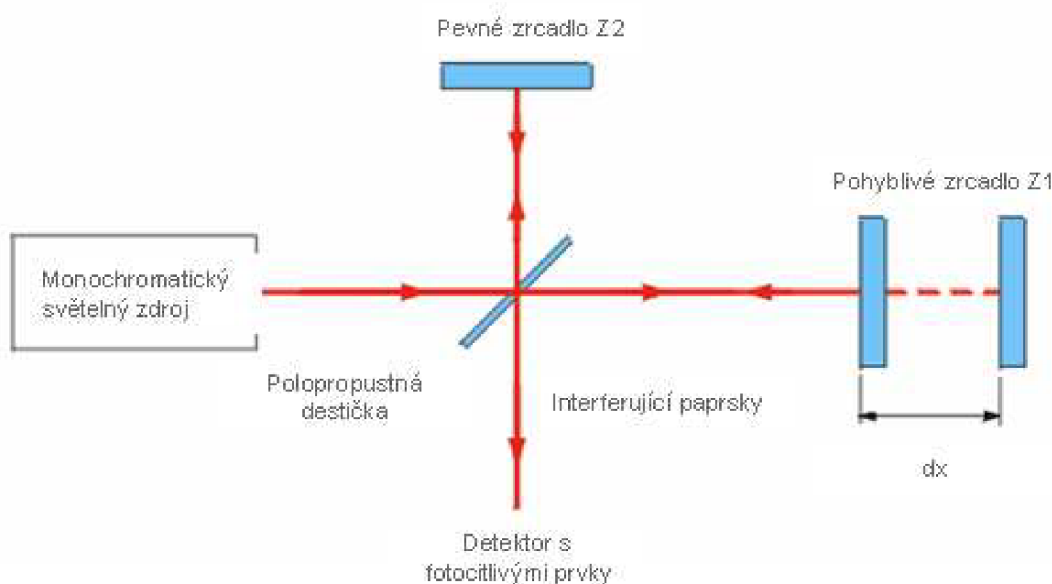 Pevné zrcadlo Z2
Pohyblivé zrcadlo Z1
Monochromatický
světelný zdroj
Polopropustná
destička
Interferující paprsky
dx
Detektor s
fotocitlivými prvky